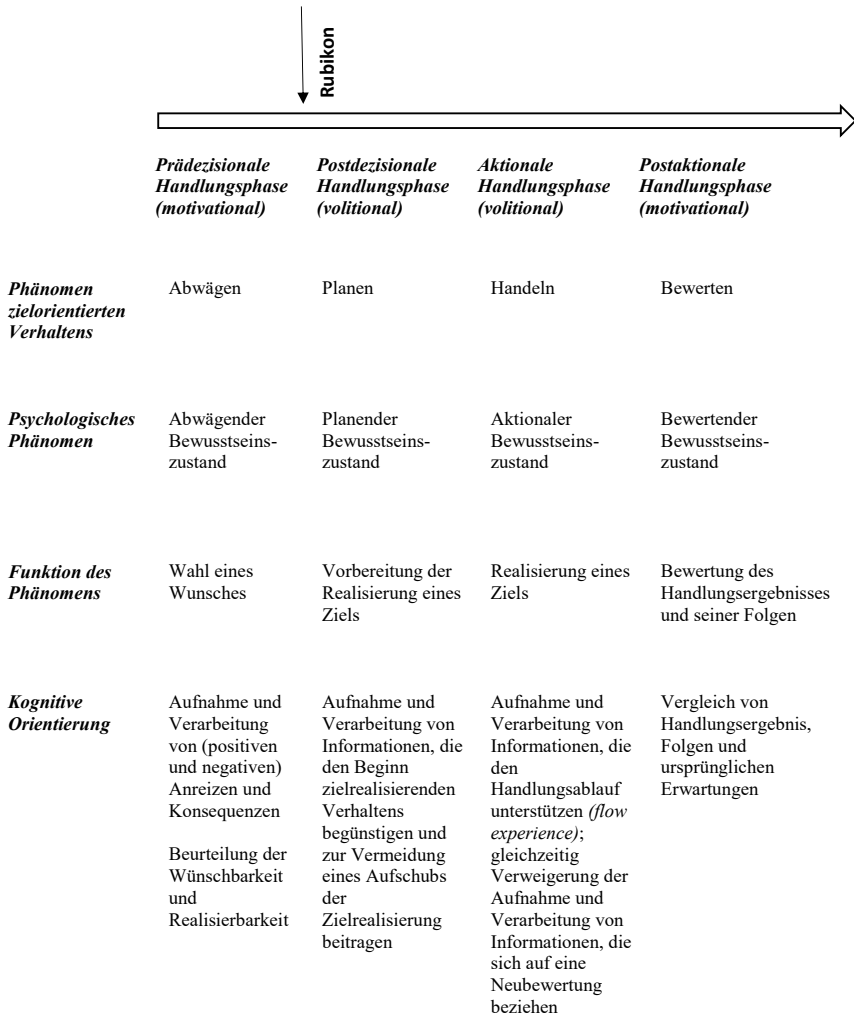 Rubikon
Prädezisionale
Handlungsphase
(motivational)
Postdezisionale
Handlungsphase
(volitional)
Aktionale
Handlungsphase
(volitional)
Postaktionale
Handlungsphase
(motivational)
Phänomen
zielorientierten
Verhaltens
Abwägen
Planen
Handeln
Bewerten
Psychologisches
Phänomen
Abwägender
Bewusstseins-
zustand
Planender
Bewusstseins-
zustand
Aktionaler
Bewusstseins-
zustand
Bewertender
Bewusstseins-
zustand
Funktion des
Phänomens
Wahl eines
Wunsches
Vorbereitung der
Realisierung eines
Ziels
Realisierung eines
Ziels
Bewertung des
Handlungsergebnisses
und seiner Folgen
Kognitive
Orientierung
Aufnahme und
Verarbeitung
von (positiven
und negativen)
Anreizen und
Konsequenzen
Beurteilung der
Wünschbarkeit
und
Realisierbarkeit
Aufnahme und
Verarbeitung von
Informationen, die
den Beginn
zielrealisierenden
Verhaltens
begünstigen und
zur Vermeidung
eines Aufschubs
der
Zielrealisierung
beitragen
Aufnahme und
Verarbeitung von
Informationen, die
den
Handlungsablauf
unterstützen (flow
experience);
gleichzeitig
Verweigerung der
Aufnahme und
Verarbeitung von
Informationen, die
sich auf eine
Neubewertung
beziehen
Vergleich von
Handlungsergebnis,
Folgen und
ursprünglichen
Erwartungen